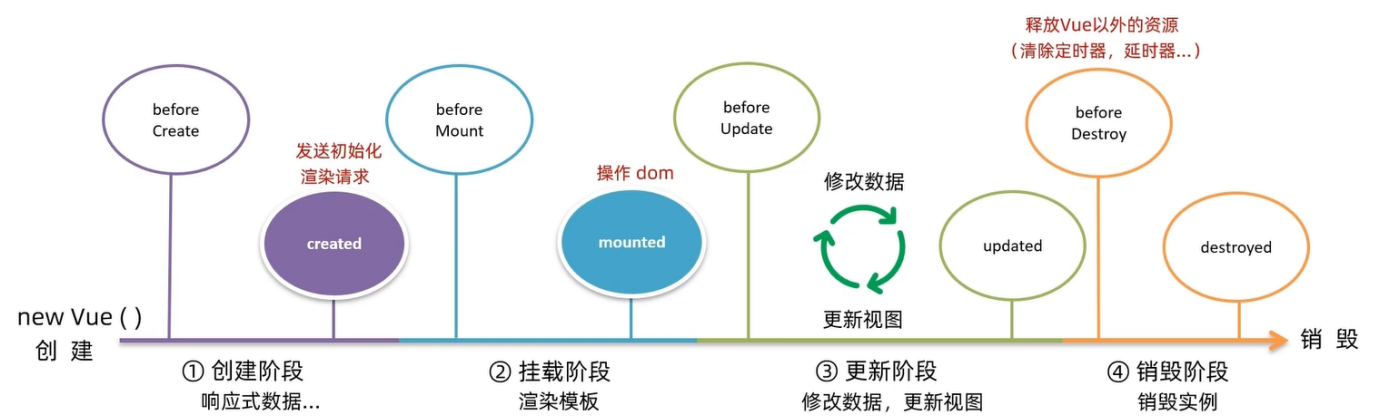 释放Vue以外的资源
（清除定时器，延时器...）
before
Create
before
Mount
before
Update
before
Destroy
发送初始化
渲染请求
操作 dom
修改数据
created
mounted
updated
destroyed
更新视图
new Vue ( )
创 建
销 毁
① 创建阶段
响应式数据...
② 挂载阶段
渲染模板
③ 更新阶段
修改数据，更新视图
④ 销毁阶段
销毁实例